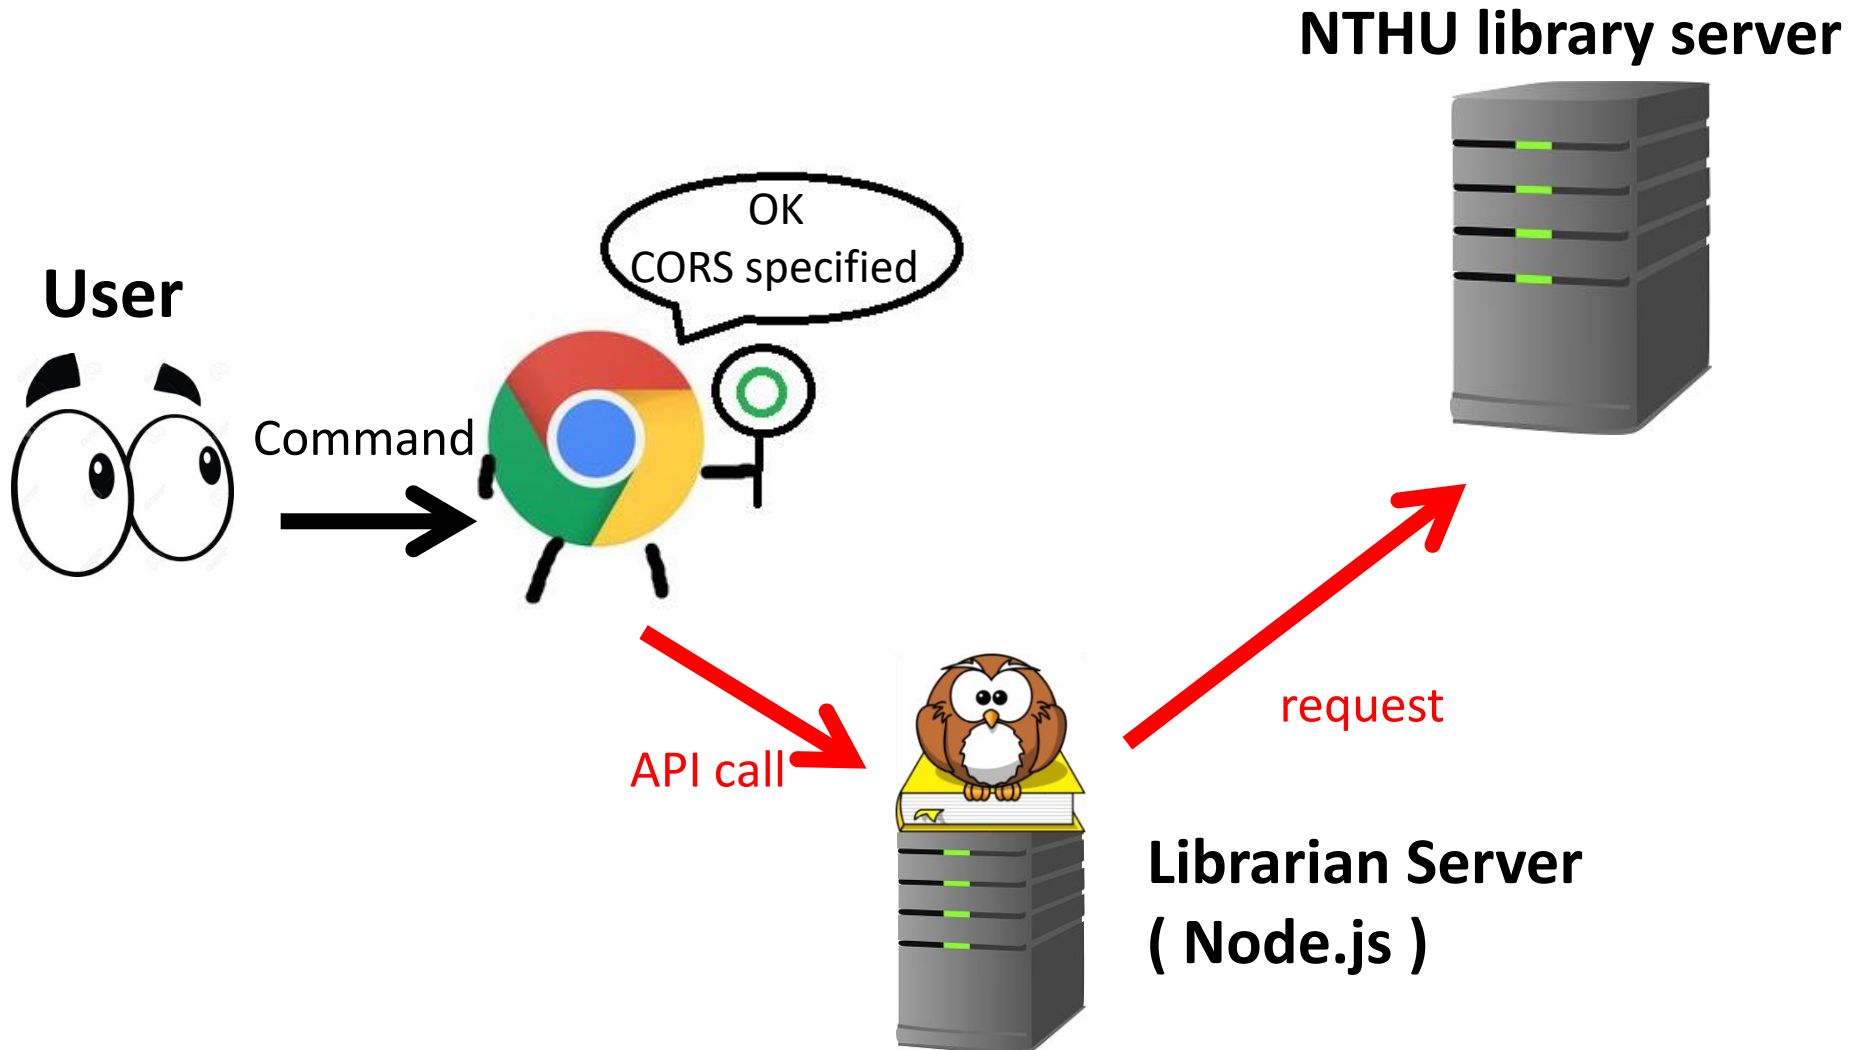 NTHU library server
OK
CORS specified
User
Command
request
API call
Librarian Server
( Node.js )